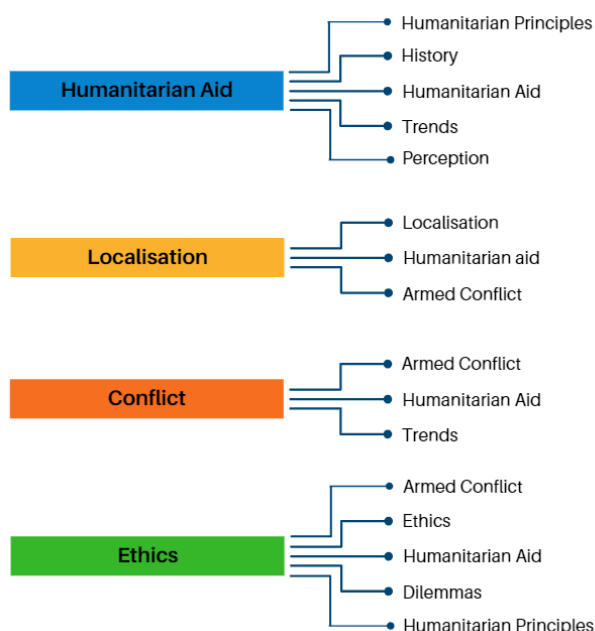 Humanitarian Aid
Humanitarian Principles
History
Humanitarian Aid
Trends
Perception
Localisation
Localisation
Humanitarian aid
Armed Conflict
Conflict
Armed Conflict
Humanitarian Aid
Trends
Ethics
Armed Conflict
Ethics
Humanitarian Aid
Dilemmas
Humanitarian Principles